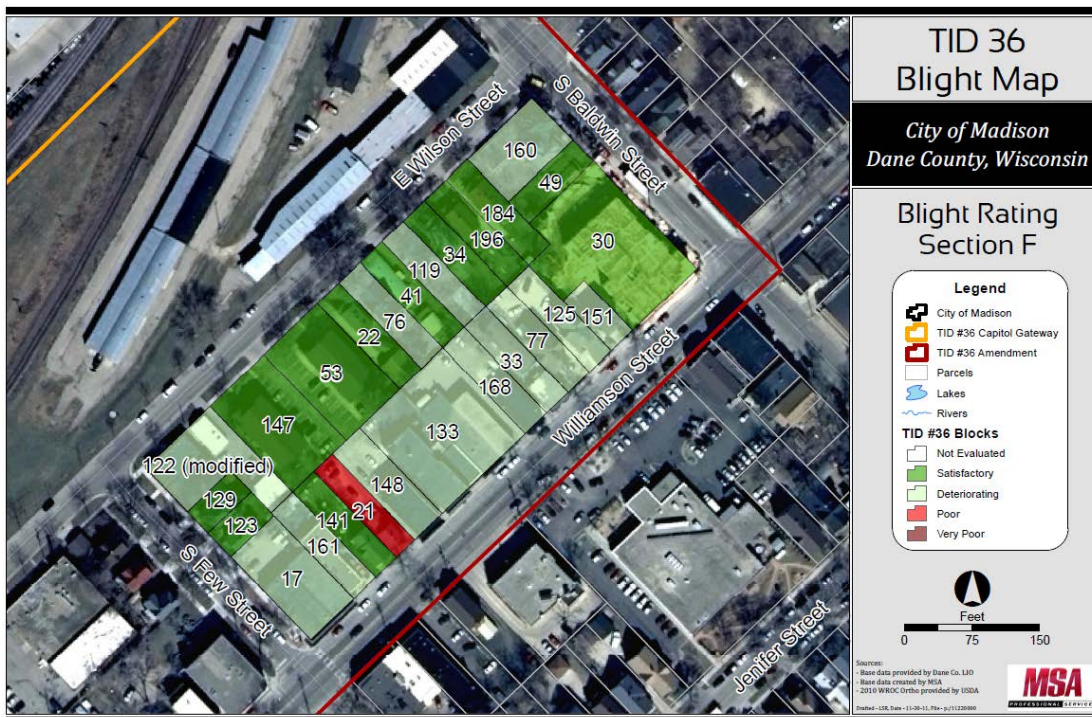 TID 36
Blight Map
City of Madison
Dane County, Wisconsin
Blight Rating
Section F
Legend
City of Madison
TID #36 Capitol Gateway
TID #36 Amendment
Parcels
Lakes
Rivers
TID #36 Blocks
Not Evaluated
Satisfactory
Deteriorating
Poor
Very Poor
Feet
0 75 150
Sources:
- Base data provided by Dane Co. LIO
- Base data created by MSA
- 2010 WROC Ortho provided by USDA
MSA
PROFESSIONAL SERVICES
E Wilson Street
S Baldwin Street
Williamson Street
S Few Street
Jenifer Street
160
49
184
196
30
34
119
41
125
151
76
22
77
33
53
168
147
133
122 (modified)
148
129
21
123
141
161
17